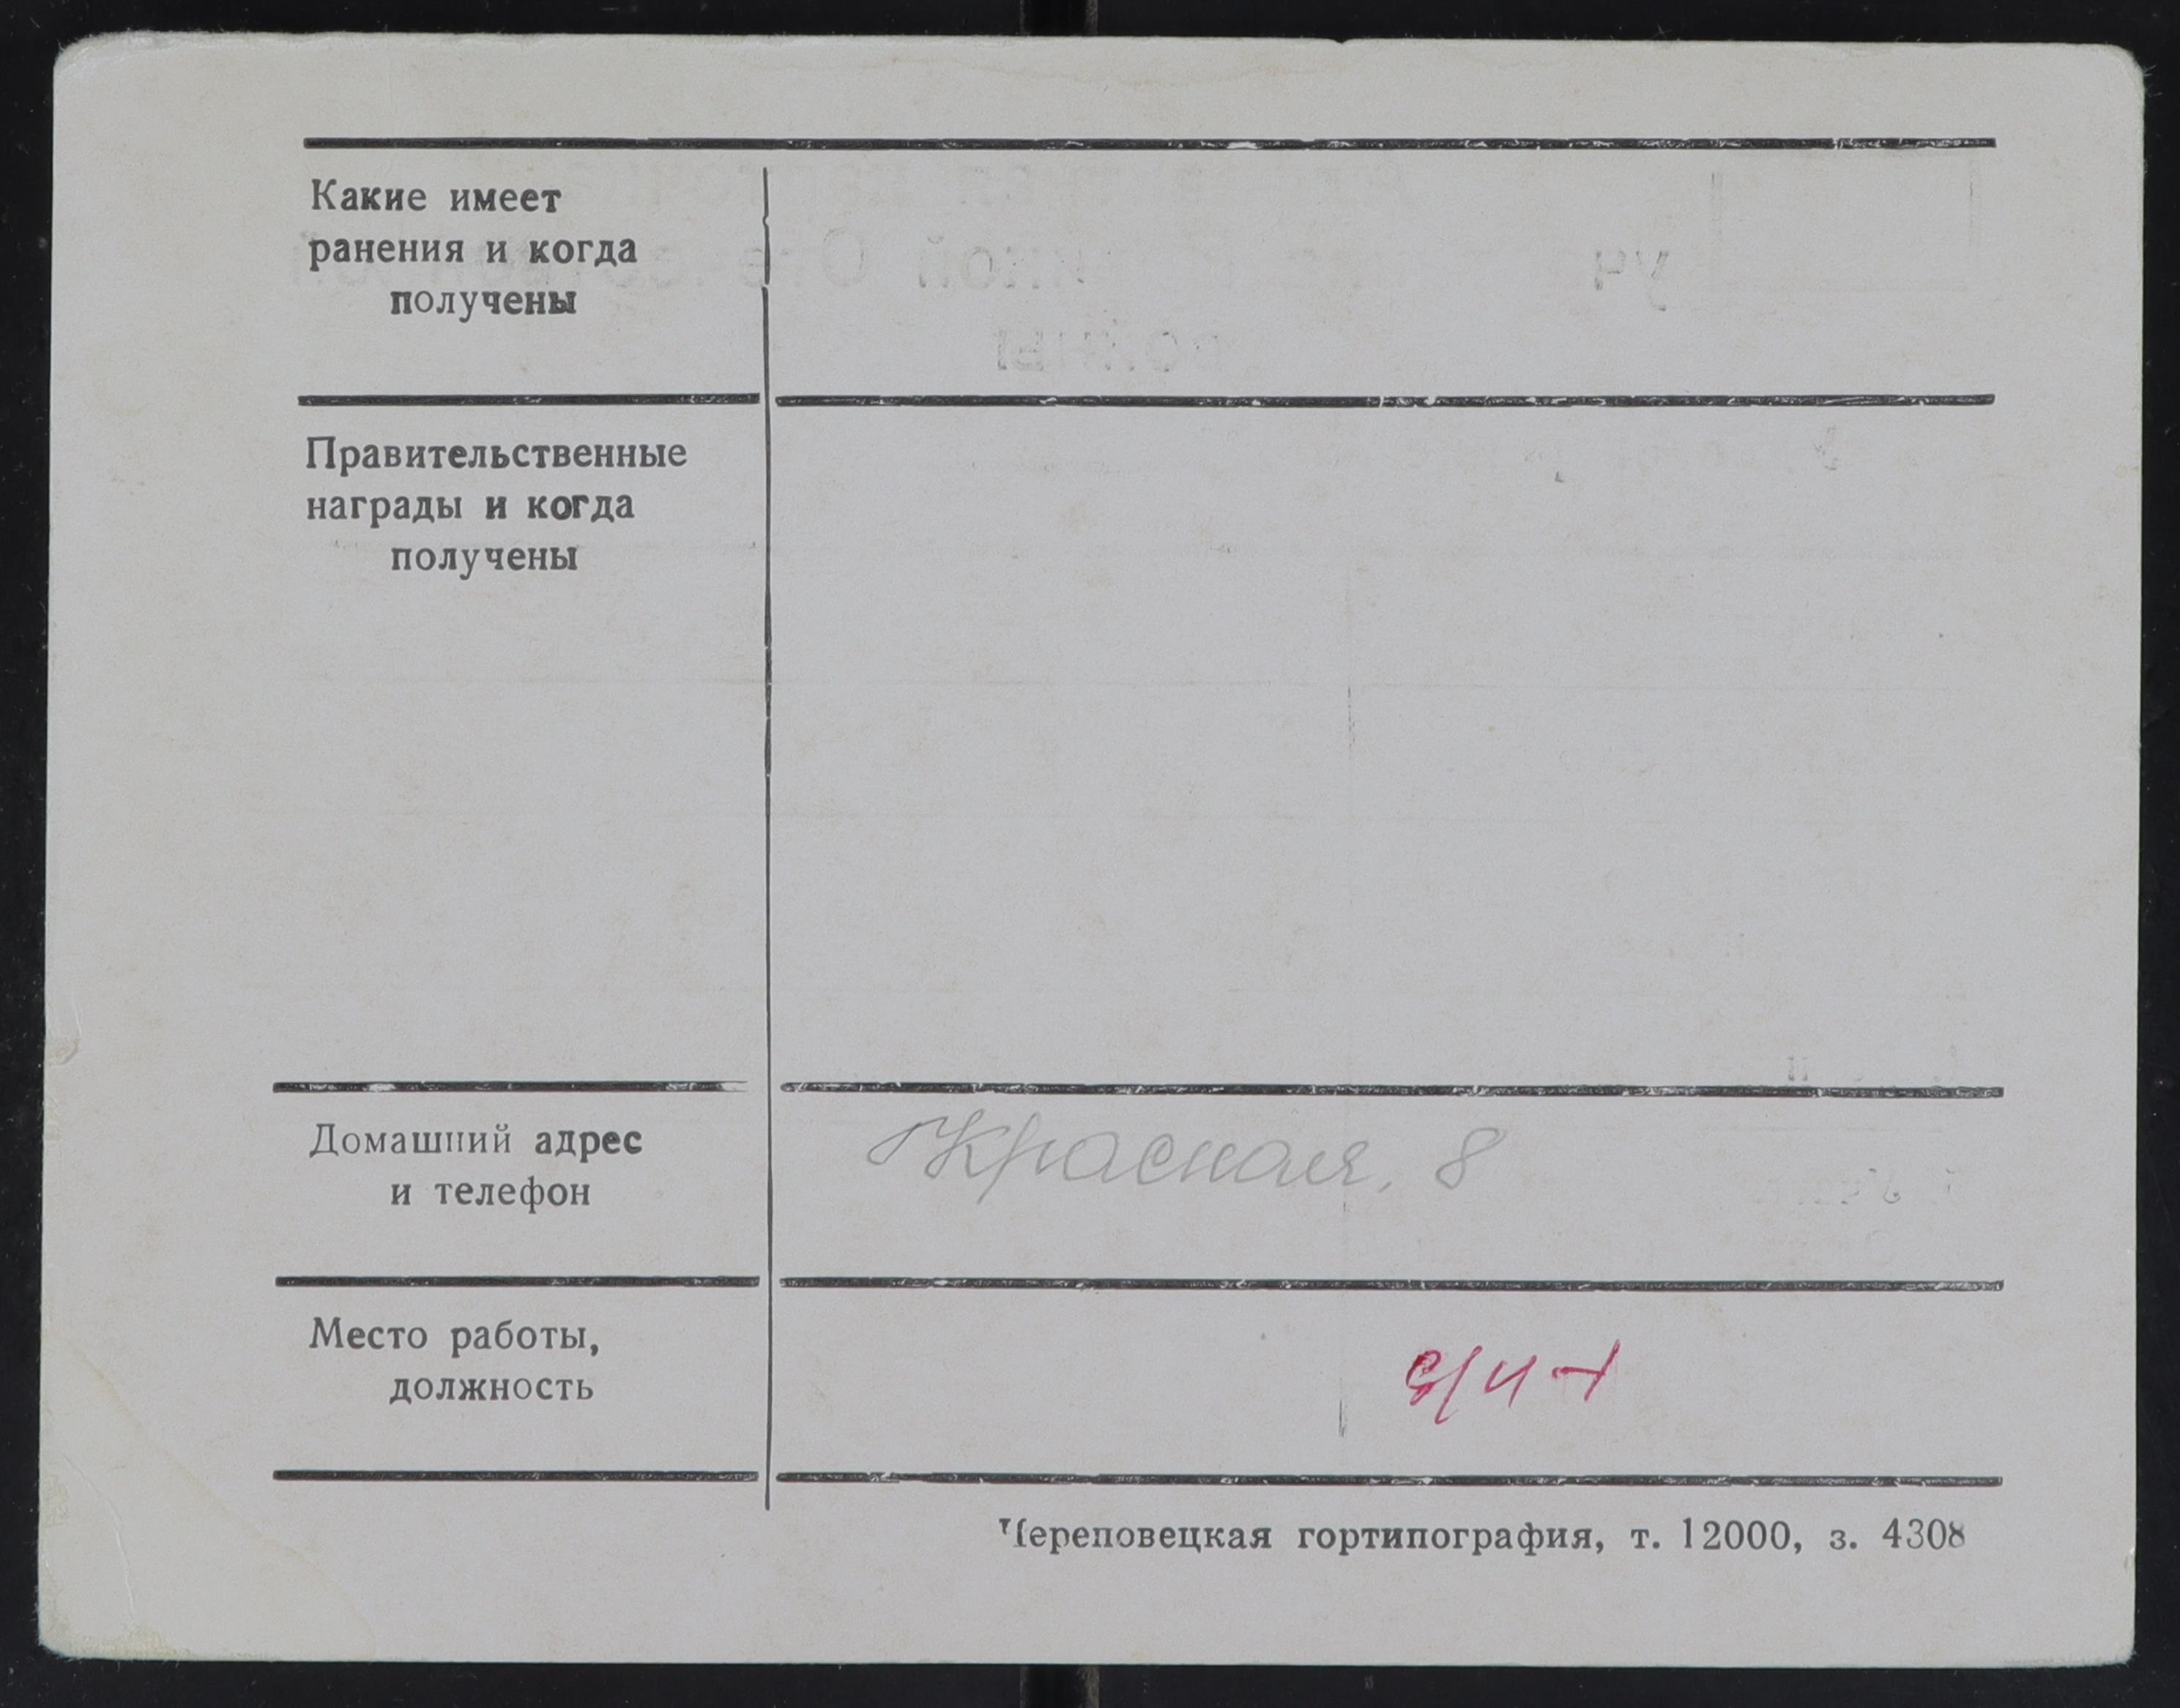 Какие имеет
ранения и когда
получены
Правительственные
награды и когда
получены
Домашний адрес
и телефон
Красная, 8
Место работы,
должность
Череповецкая гортипография, т. 12000, з. 4308